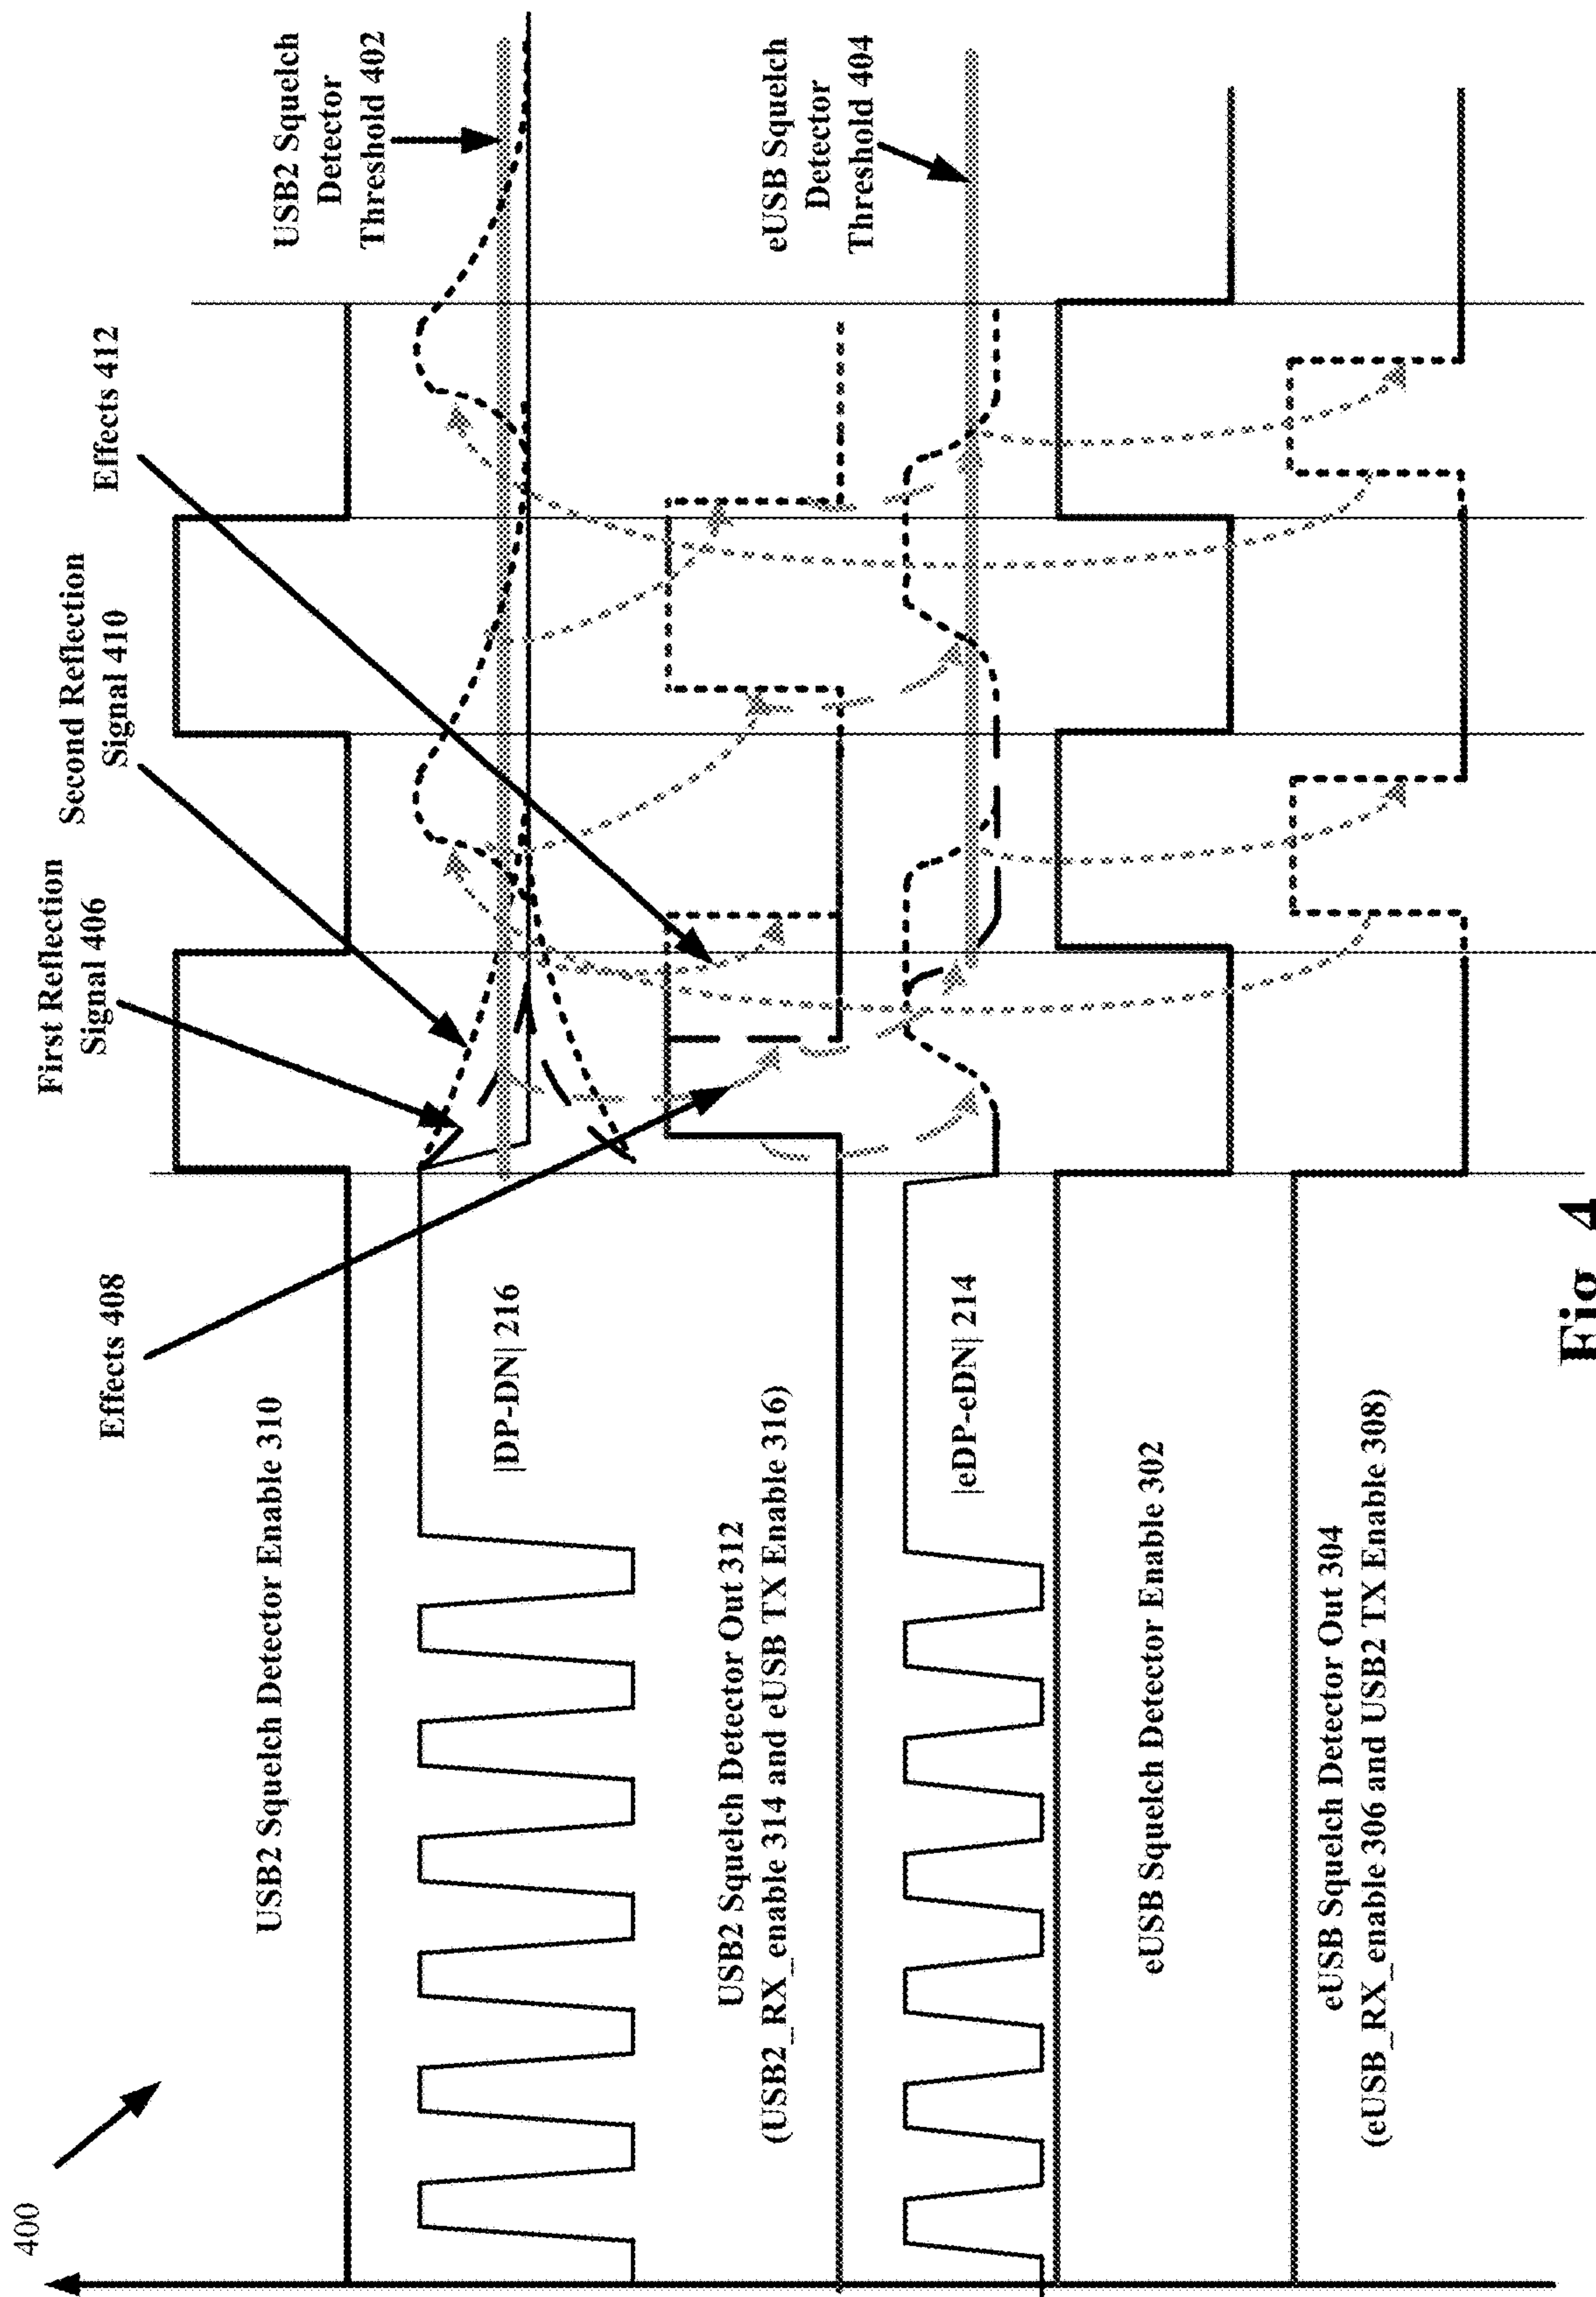 400
Effects 408
First Reflection
Signal 406
Second Reflection
Signal 410
Effects 412
USB2 Squelch
Detector
Threshold 402
USB2 Squelch Detector Enable 310
|DP-DN| 216
USB2 Squelch Detector Out 312
(USB2_RX_enable 314 and eUSB TX Enable 316)
eUSB Squelch
Detector
Threshold 404
|eDP-eDN| 214
eUSB Squelch Detector Enable 302
eUSB Squelch Detector Out 304
(eUSB_RX_enable 306 and USB2 TX Enable 308)
Fig. 4